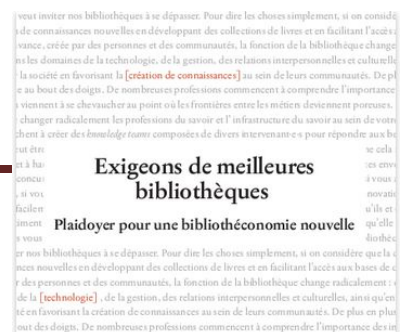 veut inviter nos bibliothèques à se dépasser. Pour dire les choses simplement, si on considè
de connaissances nouvelles en développant des collections de livres et en facilitant l'accès
vance, créée par des personnes et des communautés, la fonction de la bibliothèque change
ns les domaines de la technologie, de la gestion, des relations interpersonnelles et culturelle
la société en favorisant la [création de connaissances] au sein de leurs communautés. De pl
e au bout des doigts. De nombreuses professions commencent à comprendre l'importance
viennent à se chevaucher au point où les frontières entre les métiers deviennent poreuses.
changer radicalement les professions du savoir et l'infrastructure du savoir au sein de votre
chent à créer des knowledge teams composées de divers intervenant·e·s pour répondre aux be
Exigeons de meilleures
bibliothèques
Plaidoyer pour une bibliothéconomie nouvelle
er nos bibliothèques à se dépasser. Pour dire les choses simplement, si on considère que la
nces nouvelles en développant des collections de livres et en facilitant l'accès aux bases de
r des personnes et des communautés, la fonction de la bibliothèque change radicalement :
de la [technologie], de la gestion, des relations interpersonnelles et culturelles, ainsi qu'en
té en favorisant la création de connaissances au sein de leurs communautés. De plus en plus
out des doigts. De nombreuses professions commencent à comprendre l'importance des in